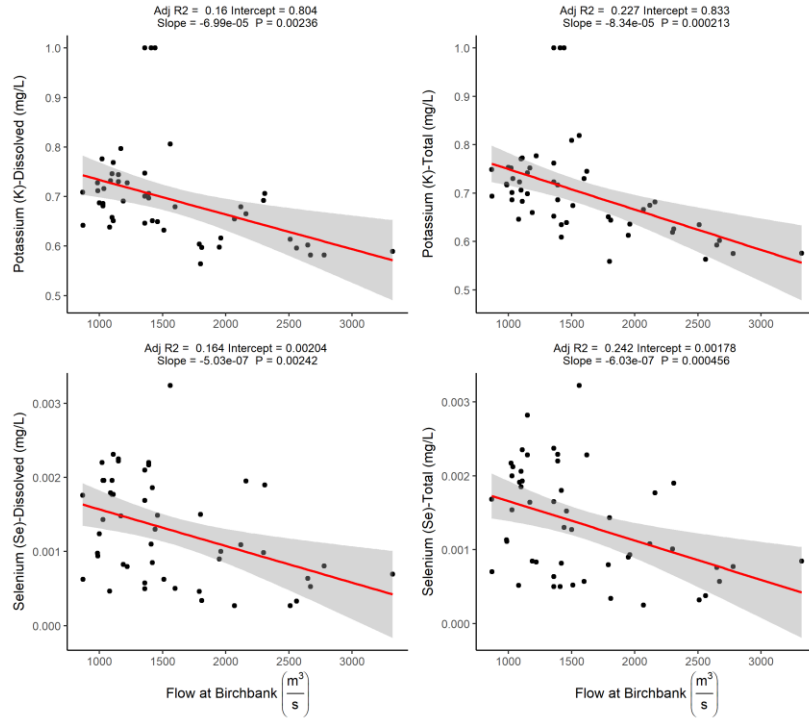 Adj R2 = 0.16 Intercept = 0.804
Slope = -6.99e-05 P = 0.00236
Potassium (K)-Dissolved (mg/L)
1.0
0.9
0.8
0.7
0.6
0.5
1000 1500 2000 2500 3000
Adj R2 = 0.227 Intercept = 0.833
Slope = -8.34e-05 P = 0.000213
Potassium (K)-Total (mg/L)
1.0
0.9
0.8
0.7
0.6
0.5
1000 1500 2000 2500 3000
Adj R2 = 0.164 Intercept = 0.00204
Slope = -5.03e-07 P = 0.00242
Selenium (Se)-Dissolved (mg/L)
0.003
0.002
0.001
0.000
1000 1500 2000 2500 3000
Flow at Birchbank (m³/s)
Adj R2 = 0.242 Intercept = 0.00178
Slope = -6.03e-07 P = 0.000456
Selenium (Se)-Total (mg/L)
0.003
0.002
0.001
0.000
1000 1500 2000 2500 3000
Flow at Birchbank (m³/s)